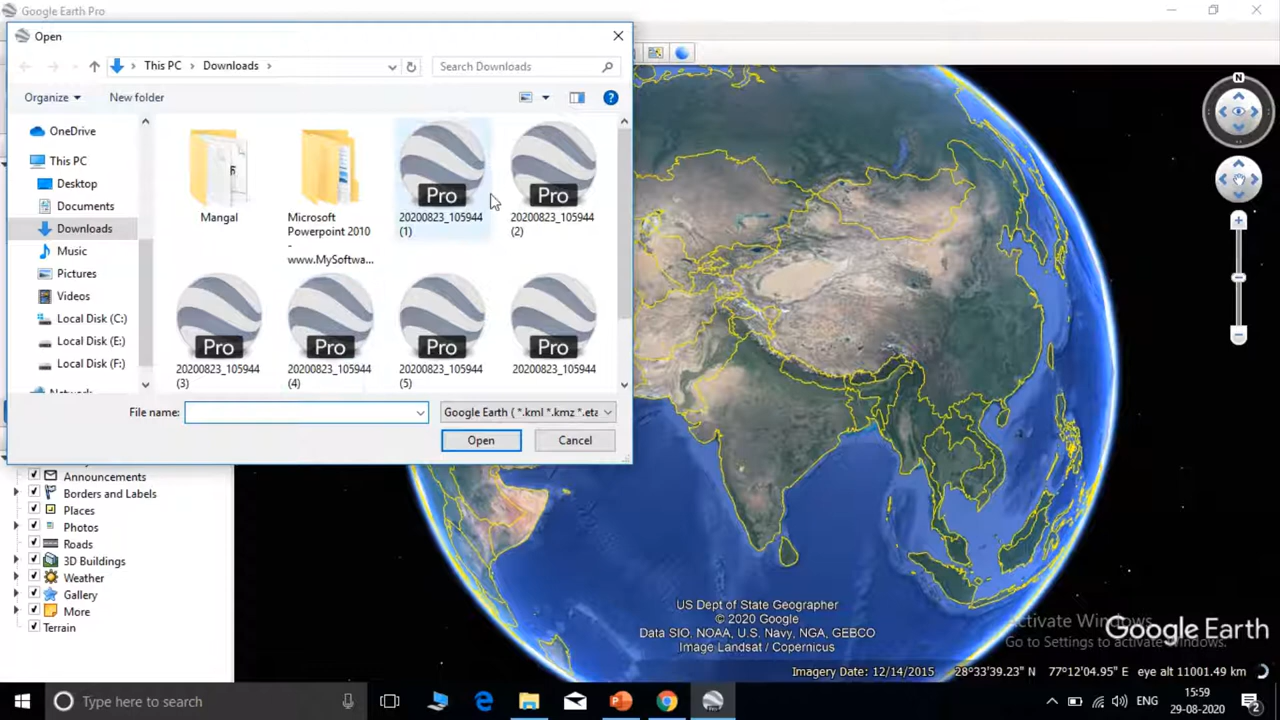 Google Earth Pro
Open
This PC > Downloads >
Search Downloads
Organize
New folder
OneDrive
This PC
Desktop
Documents
Downloads
Music
Pictures
Videos
Local Disk (C:)
Local Disk (E:)
Local Disk (F:)
Network
Mangal
Microsoft
Powerpoint 2010
-
www.MySoftwa...
Pro
20200823_105944
(1)
Pro
20200823_105944
(2)
Pro
20200823_105944
(3)
Pro
20200823_105944
(4)
Pro
20200823_105944
(5)
Pro
20200823_105944
File name:
Google Earth ( *.kml *.kmz *.eta
Open
Cancel
Announcements
Borders and Labels
Places
Photos
Roads
3D Buildings
Weather
Gallery
More
Terrain
N
US Dept of State Geographer
© 2020 Google
Data SIO, NOAA, U.S. Navy, NGA, GEBCO
Image Landsat / Copernicus
Activate Windows
Go to Settings to activate Windows.
Google Earth
Imagery Date: 12/14/2015 28°33'39.23" N 77°12'04.95" E eye alt 11001.49 km
Type here to search
ENG
15:59
29-08-2020
2